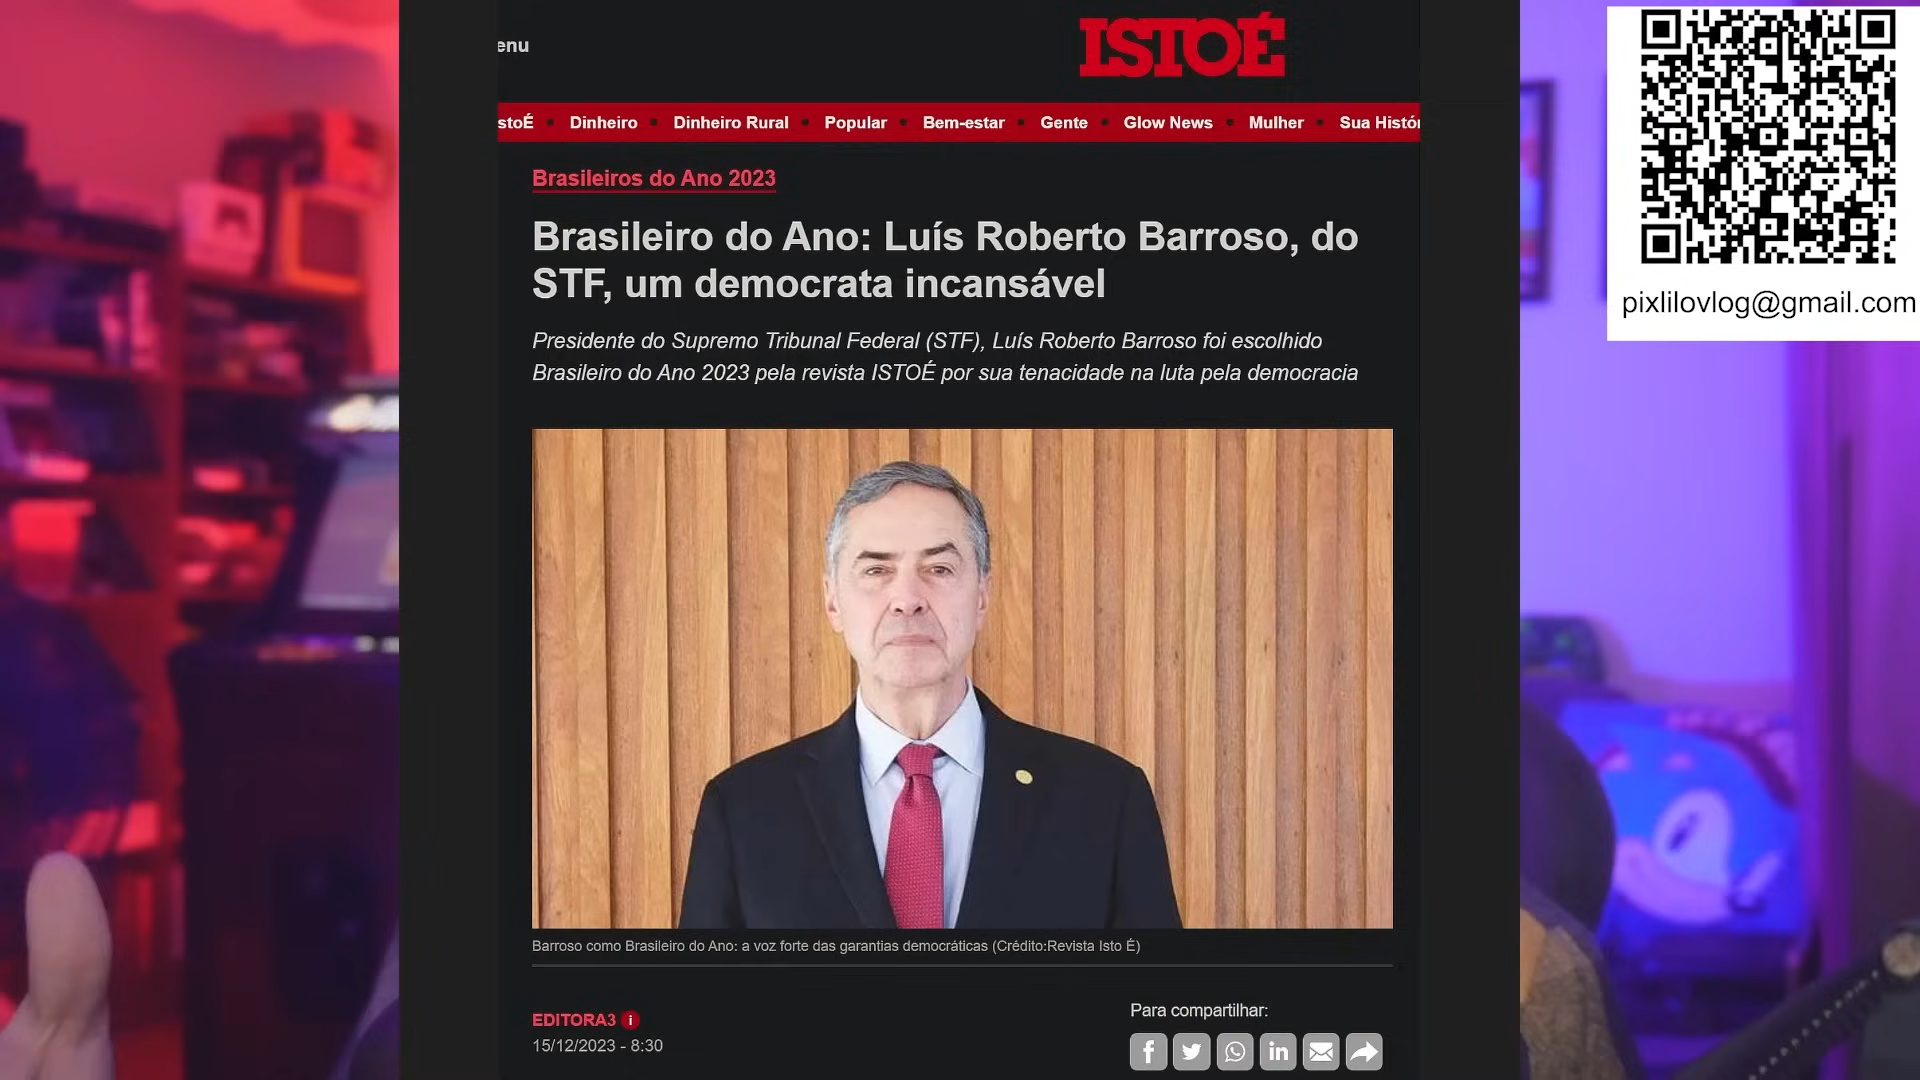 enu
ISTOÉ
stoÉ • Dinheiro • Dinheiro Rural • Popular • Bem-estar • Gente • Glow News • Mulher • Sua Histór
Brasileiros do Ano 2023
Brasileiro do Ano: Luís Roberto Barroso, do
STF, um democrata incansável
Presidente do Supremo Tribunal Federal (STF), Luís Roberto Barroso foi escolhido
Brasileiro do Ano 2023 pela revista ISTOÉ por sua tenacidade na luta pela democracia
Barroso como Brasileiro do Ano: a voz forte das garantias democráticas (Crédito:Revista Isto É)
EDITORA3 i
15/12/2023 - 8:30
Para compartilhar:
pixlilovlog@gmail.com